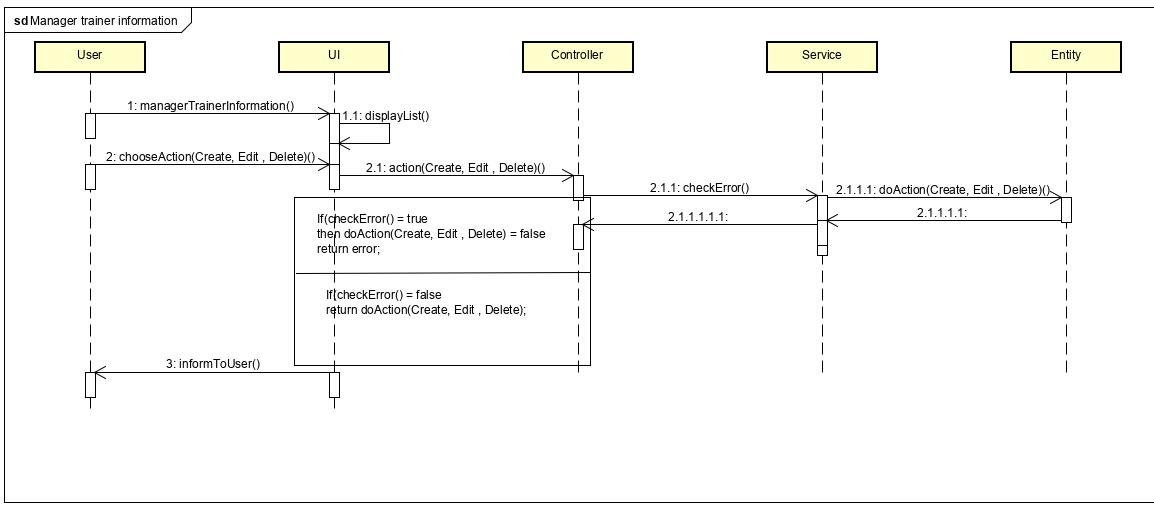 sd Manager trainer information
User
UI
Controller
Service
Entity
1: managerTrainerInformation()
1.1: displayList()
2: chooseAction(Create, Edit , Delete)()
2.1: action(Create, Edit , Delete)()
2.1.1: checkError()
2.1.1.1: doAction(Create, Edit , Delete)()
2.1.1.1.1:
2.1.1.1.1.1:
If(checkError() = true
then doAction(Create, Edit , Delete) = false
return error;
If(checkError() = false
return doAction(Create, Edit , Delete);
3: informToUser()